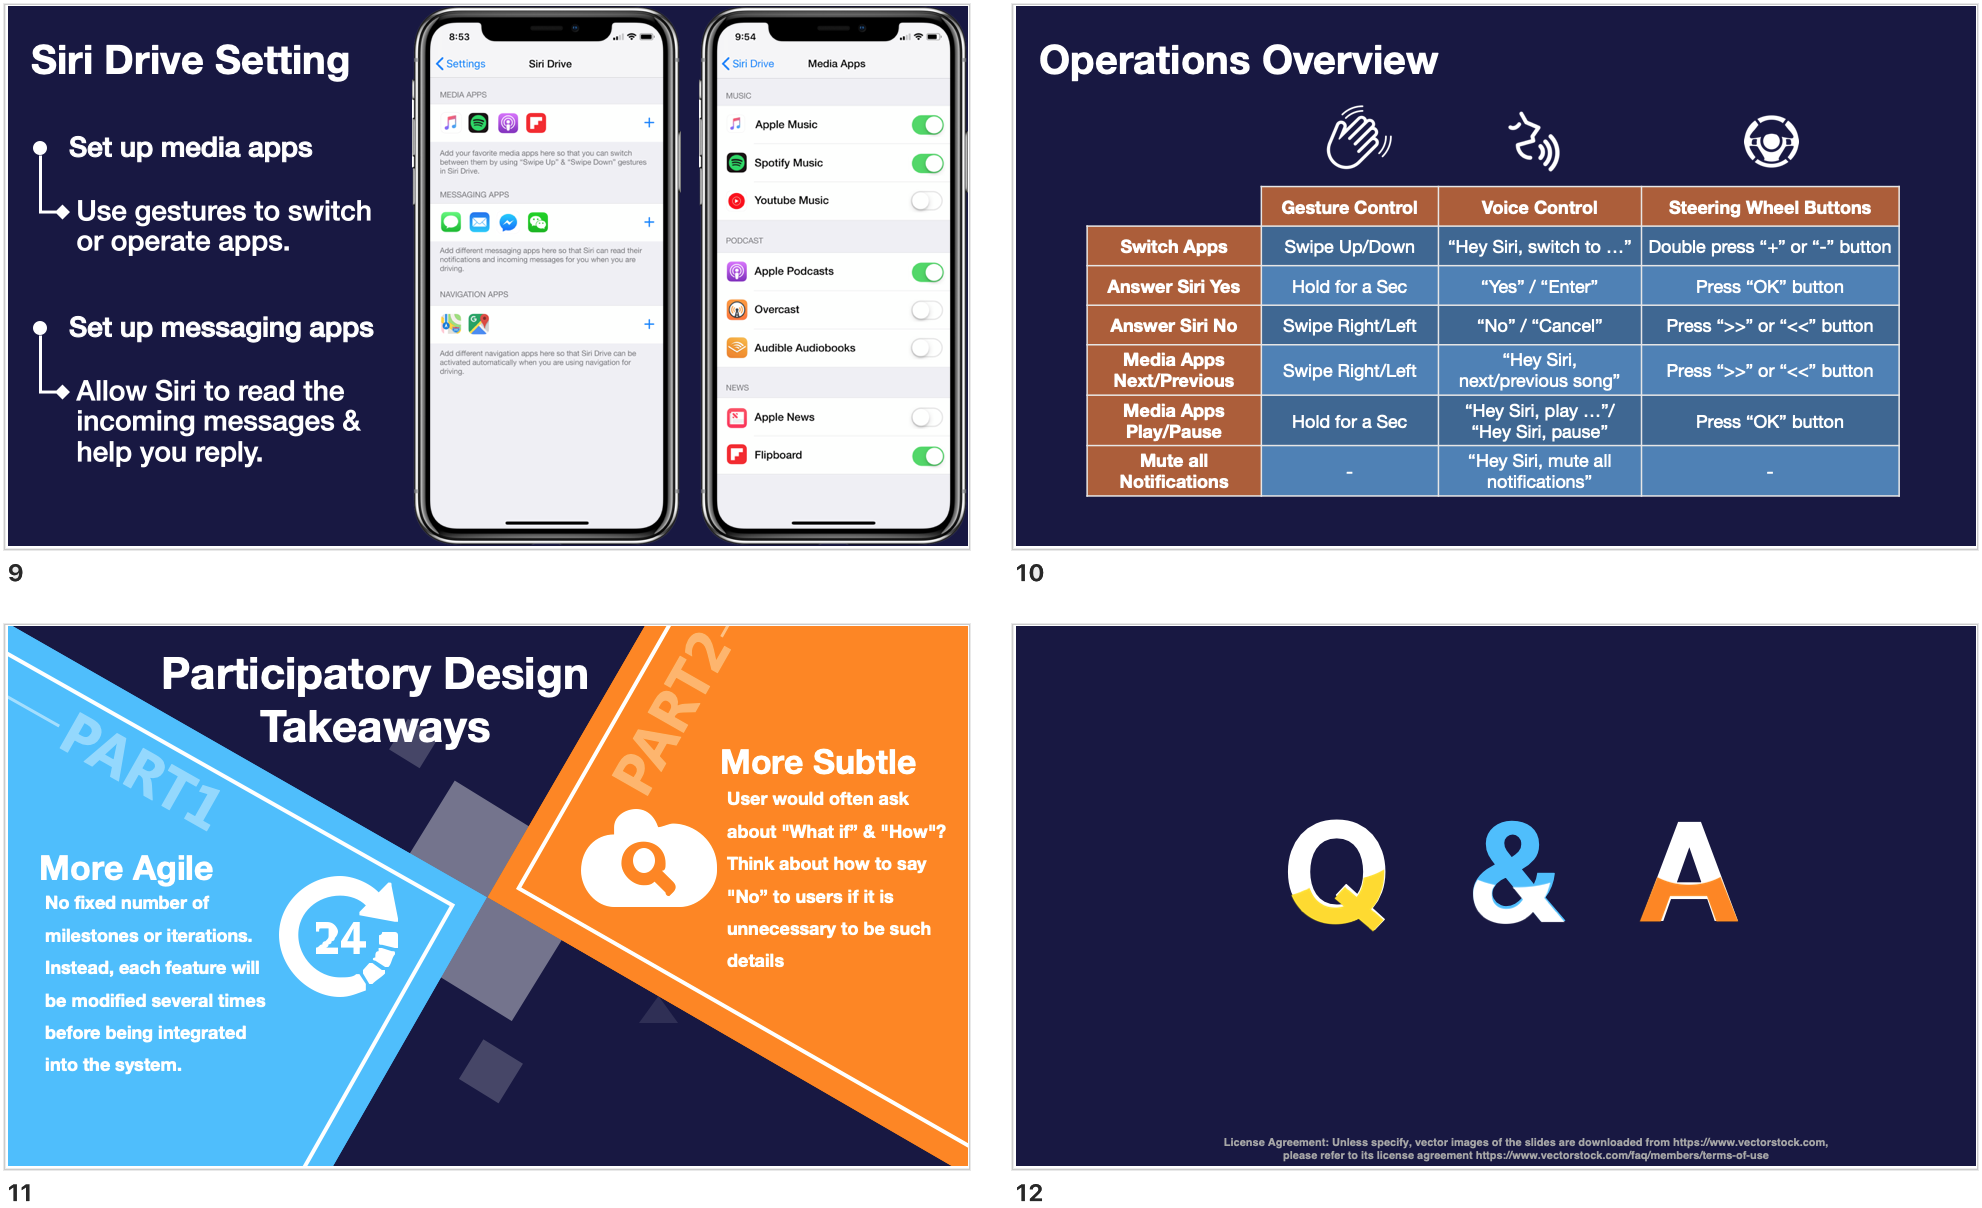 Siri Drive Setting
Set up media apps
Use gestures to switch
or operate apps.
Set up messaging apps
Allow Siri to read the
incoming messages &
help you reply.
8:53
Settings
Siri Drive
MEDIA APPS
+
Add your favorite media apps here so that you can switch
between them by using “Swipe Up” & “Swipe Down” gestures
in Siri Drive.
MESSAGING APPS
+
Add different messaging apps here so that Siri can read their
notifications and incoming messages for you when you are
driving.
NAVIGATION APPS
+
Add different navigation apps here so that Siri Drive can be
activated automatically when you are using navigation for
driving.
9:54
Siri Drive
Media Apps
MUSIC
Apple Music
Spotify Music
Youtube Music
PODCAST
Apple Podcasts
Overcast
Audible Audiobooks
NEWS
Apple News
Flipboard
9
Operations Overview
Gesture Control
Voice Control
Steering Wheel Buttons
Switch Apps
Swipe Up/Down
“Hey Siri, switch to …”
Double press “+” or “-” button
Answer Siri Yes
Hold for a Sec
“Yes” / “Enter”
Press “OK” button
Answer Siri No
Swipe Right/Left
“No” / “Cancel”
Press “>>” or “<<” button
Media Apps
Next/Previous
Swipe Right/Left
“Hey Siri,
next/previous song”
Press “>>” or “<<” button
Media Apps
Play/Pause
Hold for a Sec
“Hey Siri, play …”/
“Hey Siri, pause”
Press “OK” button
Mute all
Notifications
-
“Hey Siri, mute all
notifications”
-
10
Participatory Design
Takeaways
PART1
More Agile
No fixed number of
milestones or iterations.
Instead, each feature will
be modified several times
before being integrated
into the system.
24
PART2
More Subtle
User would often ask
about "What if” & "How"?
Think about how to say
"No” to users if it is
unnecessary to be such
details
11
Q & A
License Agreement: Unless specify, vector images of the slides are downloaded from https://www.vectorstock.com,
please refer to its license agreement https://www.vectorstock.com/faq/members/terms-of-use
12